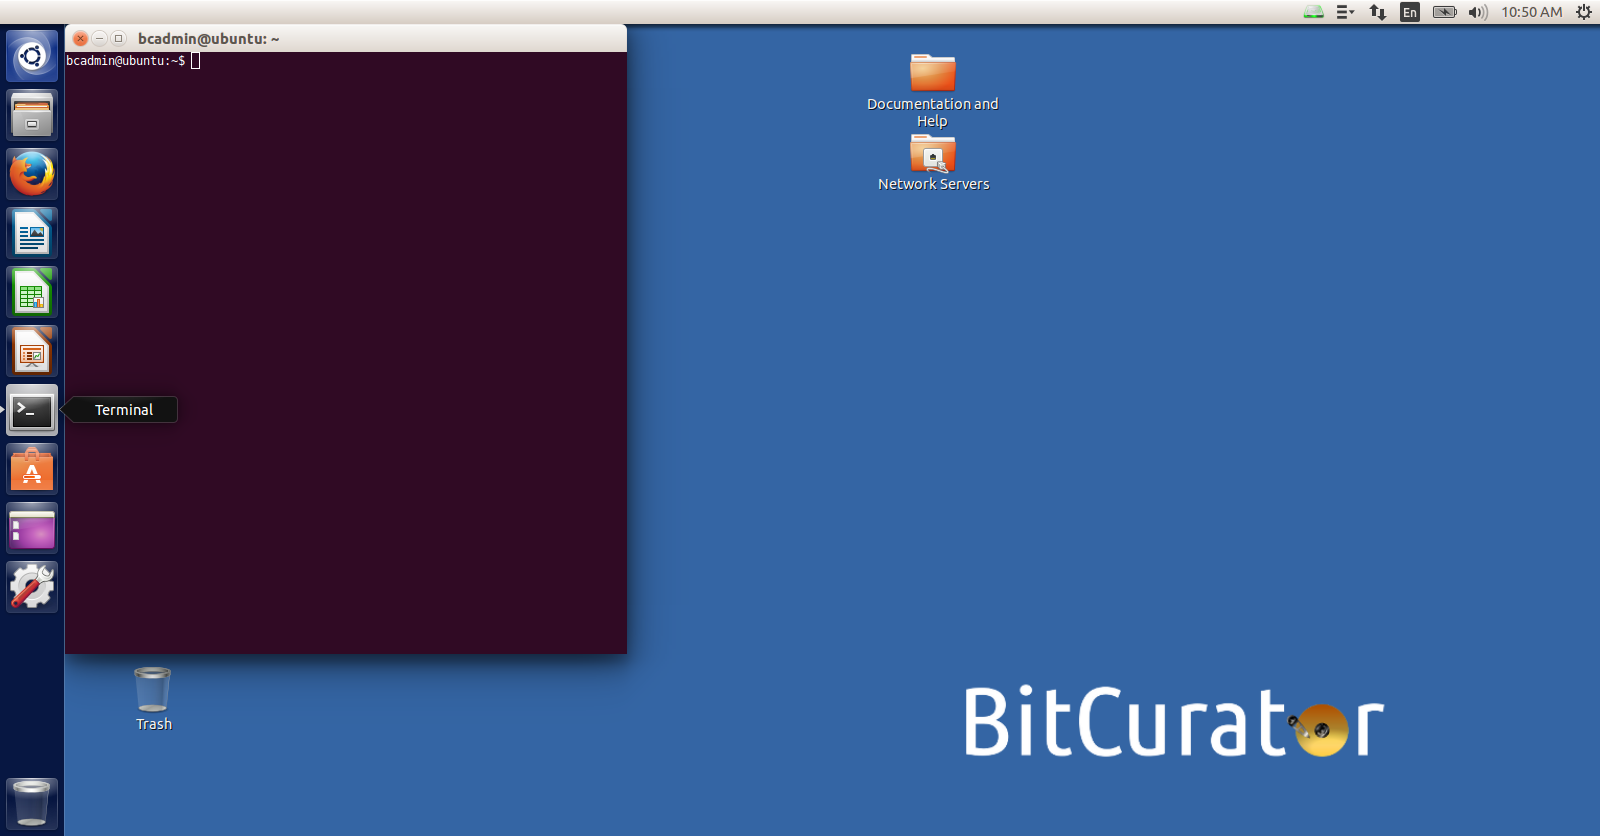 En
10:50 AM
bcadmin@ubuntu: ~
bcadmin@ubuntu:~$
Documentation and
Help
Network Servers
Terminal
Trash
BitCurator